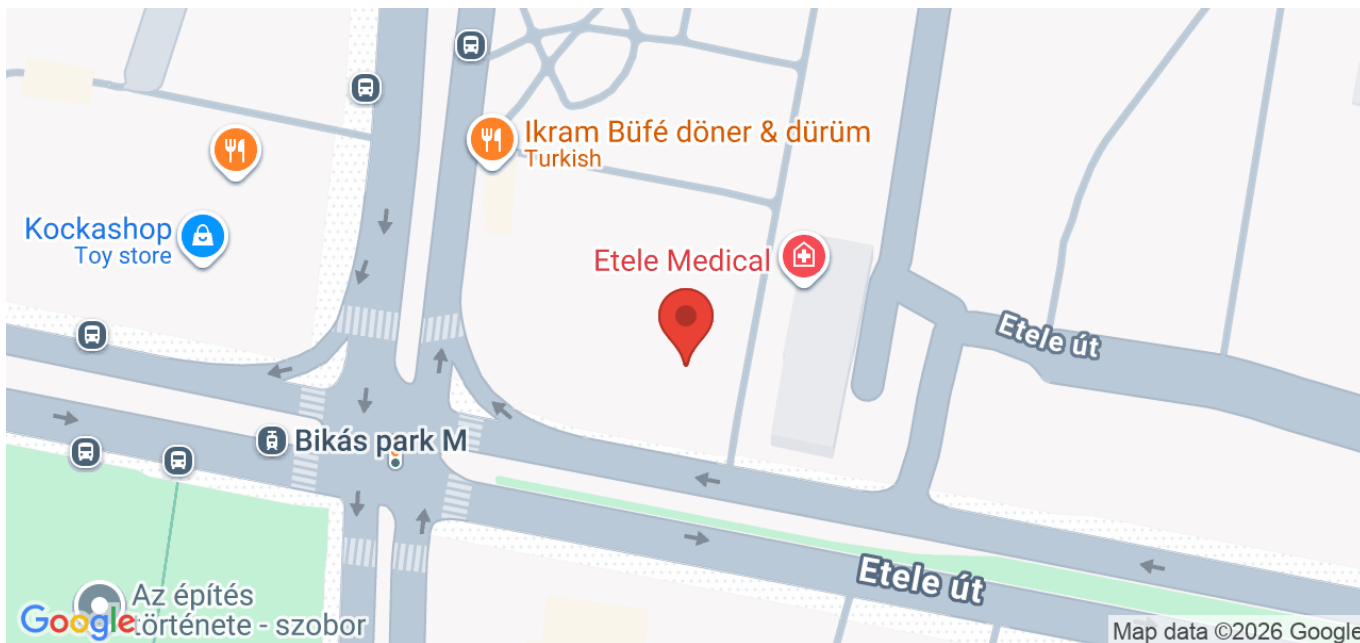 Ikram Büfé döner & dürüm
Turkish
Kockashop
Toy store
Etele Medical
Etele út
Bikás park M
Etele út
Az építés
története - szobor
Google
Map data ©2026 Google